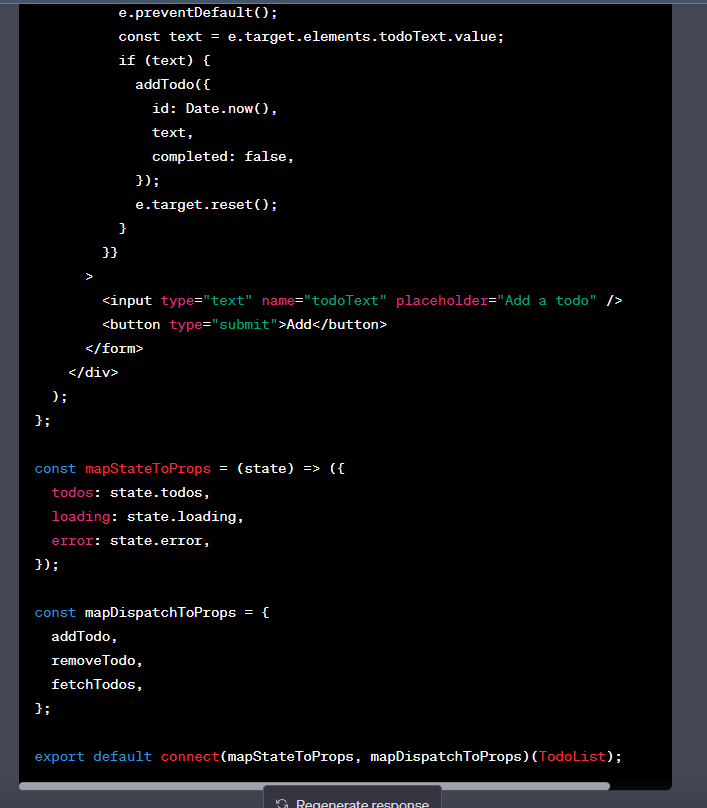 e.preventDefault();
const text = e.target.elements.todoText.value;
if (text) {
addTodo({
id: Date.now(),
text,
completed: false,
});
e.target.reset();
}
}}
>
<input type="text" name="todoText" placeholder="Add a todo" />
<button type="submit">Add</button>
</form>
</div>
);
};
const mapStateToProps = (state) => ({
todos: state.todos,
loading: state.loading,
error: state.error,
});
const mapDispatchToProps = {
addTodo,
removeTodo,
fetchTodos,
};
export default connect(mapStateToProps, mapDispatchToProps)(TodoList);
Regenerate response